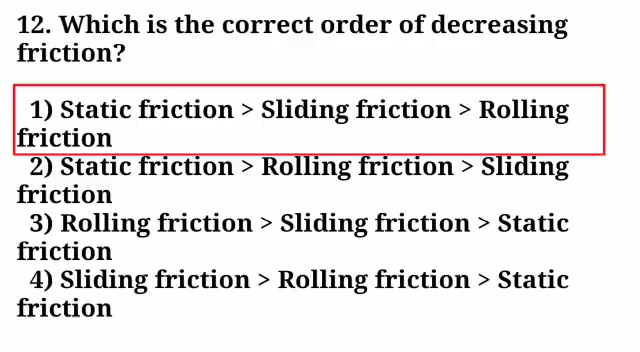 12. Which is the correct order of decreasing
friction?
1) Static friction > Sliding friction > Rolling
friction
2) Static friction > Rolling friction > Sliding
friction
3) Rolling friction > Sliding friction > Static
friction
4) Sliding friction > Rolling friction > Static
friction